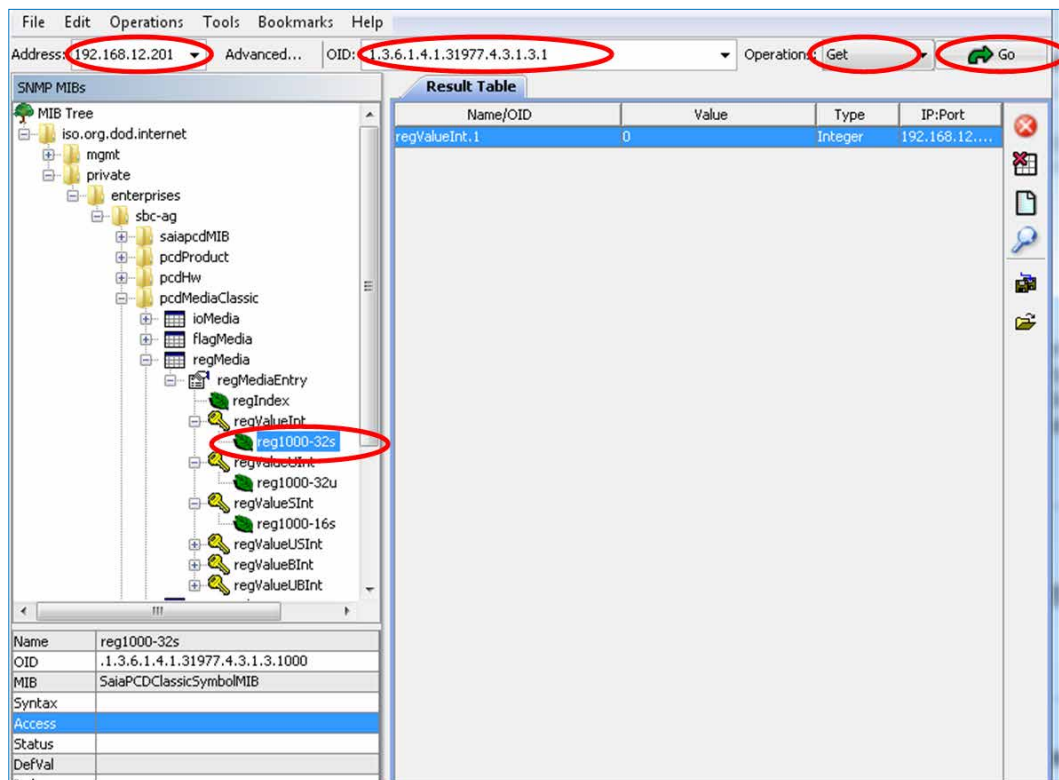 File Edit Operations Tools Bookmarks Help
Address: 192.168.12.201 Advanced... OID: .1.3.6.1.4.1.31977.4.3.1.3.1 Operations: Get Go
SNMP MIBs
MIB Tree
iso.org.dod.internet
mgmt
private
enterprises
sbc-ag
saiapcdMIB
pcdProduct
pcdHw
pcdMediaClassic
ioMedia
flagMedia
regMedia
regMediaEntry
regIndex
regValueInt
reg1000-32s
regValueUInt
reg1000-32u
regValueSInt
reg1000-16s
regValueUSInt
regValueBInt
regValueUBInt
Name reg1000-32s
OID .1.3.6.1.4.1.31977.4.3.1.3.1000
MIB SaiaPCDClassicSymbolMIB
Syntax
Access
Status
DefVal
Result Table
Name/OID Value Type IP:Port
regValueInt.1 0 Integer 192.168.12....